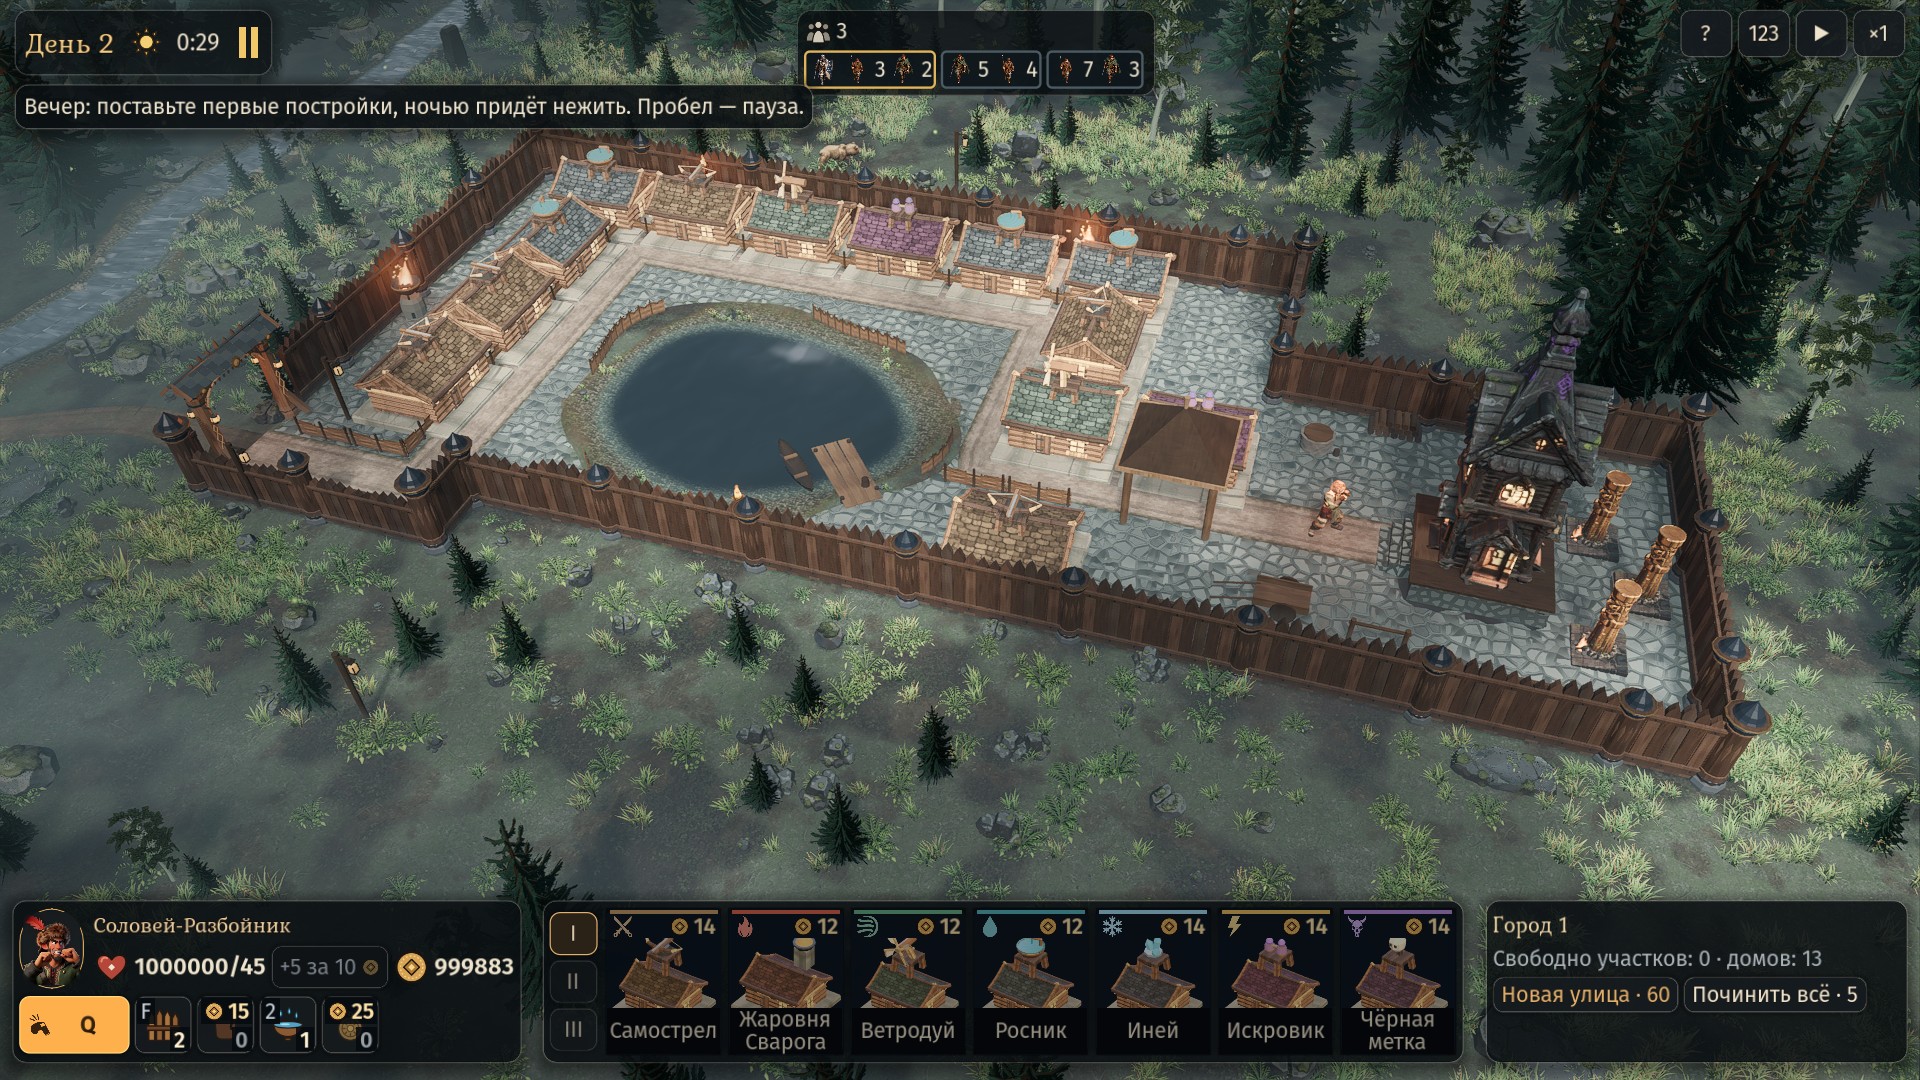 День 2 0:29
3
? 123 ▶ ×1
3 2 5 4 7 3
Вечер: поставьте первые постройки, ночью придёт нежить. Пробел — пауза.
Соловей-Разбойник
1000000/45 +5 за 10 999883
Q F 2 15 0 2 1 25 0
I
II
III
14 12 12 12 14 14 14
Самострел
Жаровня
Сварога
Ветродуй
Росник
Иней
Искровик
Чёрная
метка
Город 1
Свободно участков: 0 · домов: 13
Новая улица · 60 Починить всё · 5